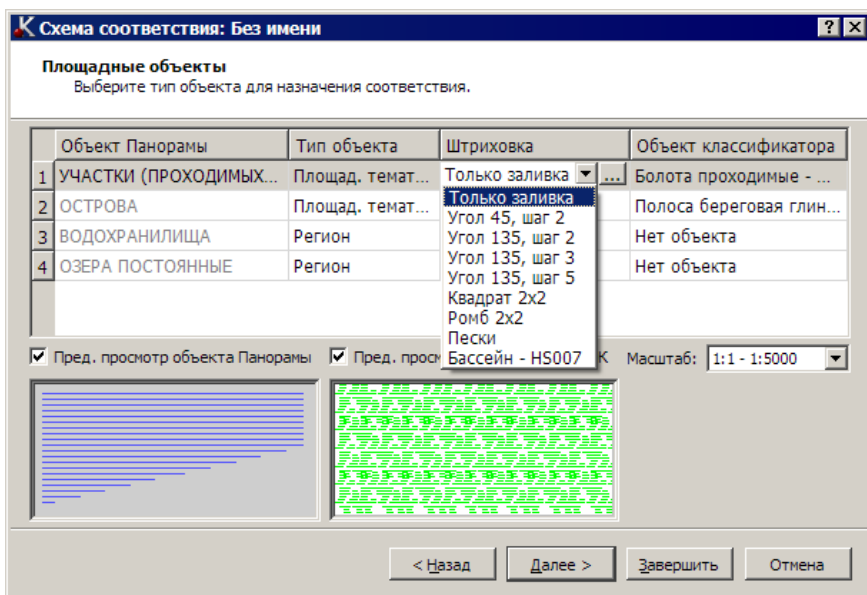 Схема соответствия: Без имени
Площадные объекты
Выберите тип объекта для назначения соответствия.
Объект Панорамы Тип объекта Штриховка Объект классификатора
1 УЧАСТКИ (ПРОХОДИМЫХ... Площад. темат... Только заливка ... Болота проходимые - ...
2 ОСТРОВА Площад. темат... Полоса береговая глин...
3 ВОДОХРАНИЛИЩА Регион Нет объекта
4 ОЗЕРА ПОСТОЯННЫЕ Регион Нет объекта
Только заливка
Угол 45, шаг 2
Угол 135, шаг 2
Угол 135, шаг 3
Угол 135, шаг 5
Квадрат 2x2
Ромб 2x2
Пески
Бассейн - HS007
Пред. просмотр объекта Панорамы Пред. К Масштаб: 1:1 - 1:5000
< Назад Далее > Завершить Отмена